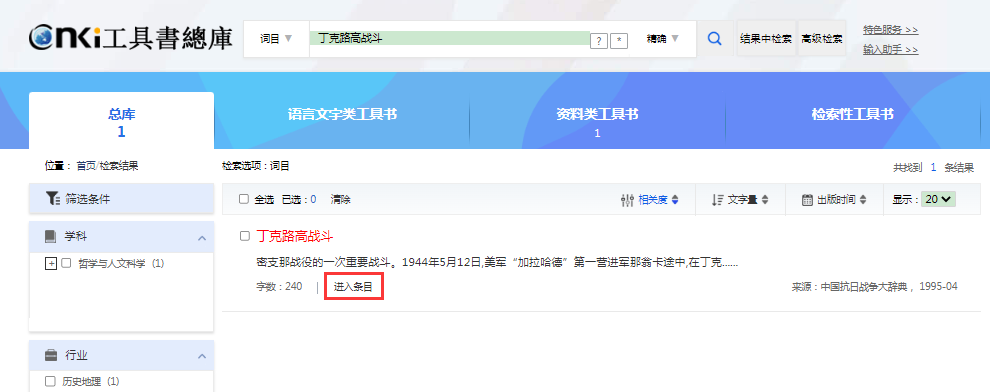 CNKI工具書總庫
词目 丁克路高战斗 ? * 精确 结果中检索 高级检索
特色服务 >>
输入助手 >>
总库 语言文字类工具书 资料类工具书 检索性工具书
1 1
位置： 首页/检索结果 检索选项：词目 共找到 1 条结果
筛选条件 全选 已选：0 清除 相关度 文字量 出版时间 显示：20
学科
丁克路高战斗
哲学与人文科学（1）
密支那战役的一次重要战斗。1944年5月12日,美军“加拉哈德”第一营进军那翁卡途中,在丁克......
字数：240 | 进入条目 来源：中国抗日战争大辞典 ，1995-04
行业
历史地理（1）